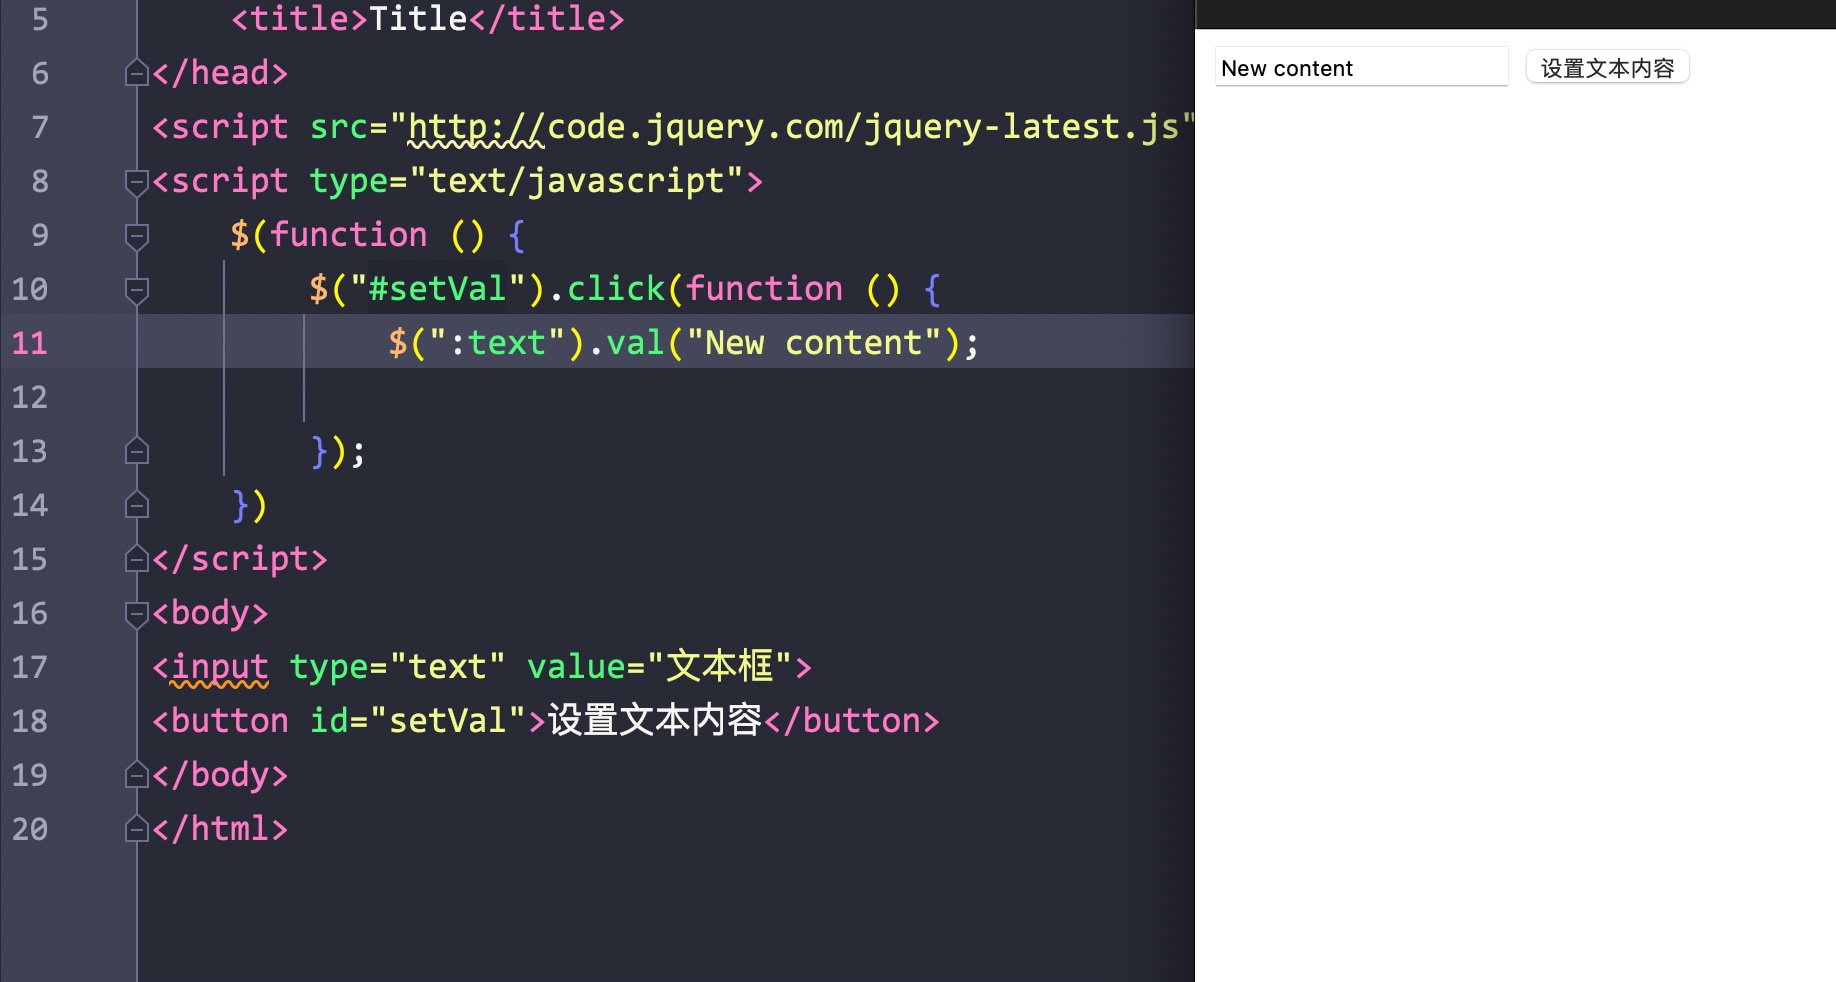 5 <title>Title</title>
6 </head>
7 <script src="http://code.jquery.com/jquery-latest.js"
8 <script type="text/javascript">
9 $(function () {
10 $("#setVal").click(function () {
11 $(":text").val("New content");
12
13 });
14 })
15 </script>
16 <body>
17 <input type="text" value="文本框">
18 <button id="setVal">设置文本内容</button>
19 </body>
20 </html>
New content 设置文本内容